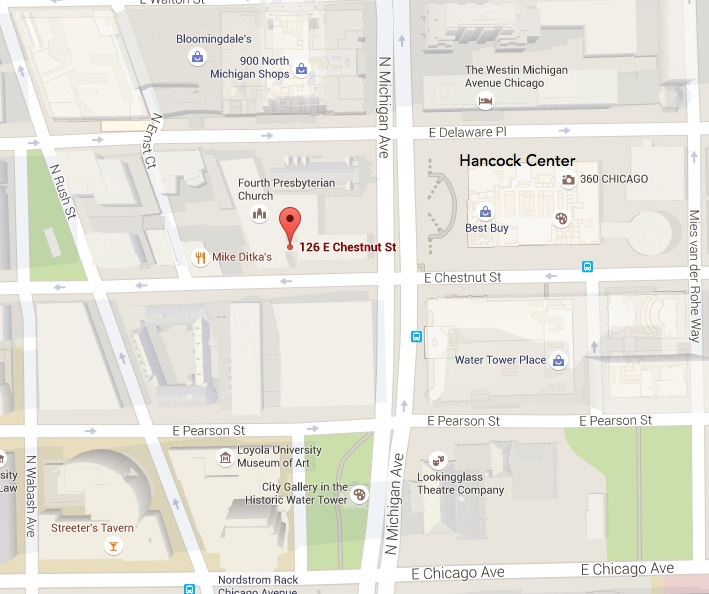 E Walton St
Bloomingdale's
900 North
Michigan Shops
The Westin Michigan
Avenue Chicago
N Michigan Ave
E Delaware Pl
N Ernst Ct
Hancock Center
360 CHICAGO
N Rush St
Fourth Presbyterian
Church
126 E Chestnut St
Best Buy
Mike Ditka's
Mies van der Rohe Way
E Chestnut St
Water Tower Place
E Pearson St
E Pearson St
E Pearson St
Loyola University
Museum of Art
sity
Law
N Wabash Ave
City Gallery in the
Historic Water Tower
N Michigan Ave
Lookingglass
Theatre Company
Streeter's Tavern
E Chicago Ave
E Chicago Ave
Nordstrom Rack
Chicago Avenue